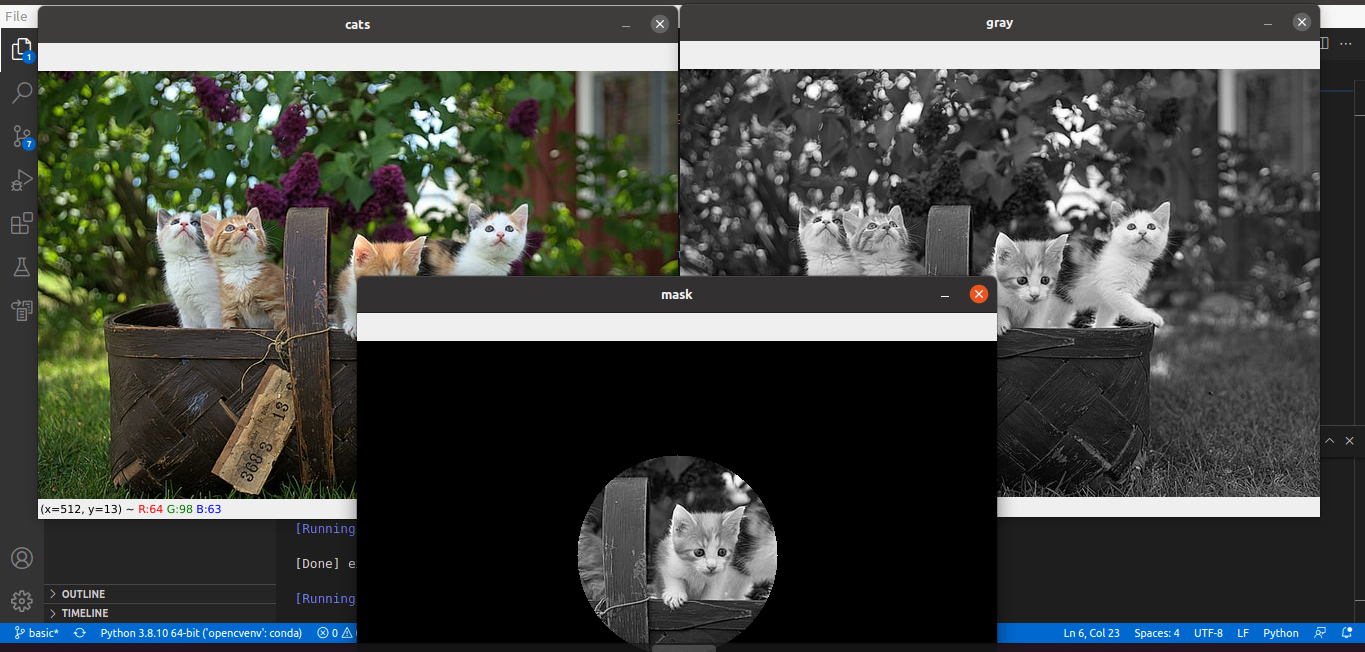 File
cats
gray
1
7
mask
13
368 3
(x=512, y=13) ~ R:64 G:98 B:63
[Running
[Done] e
[Running
OUTLINE
TIMELINE
basic*
Python 3.8.10 64-bit ('opencvenv': conda)
0
Ln 6, Col 23
Spaces: 4
UTF-8
LF
Python